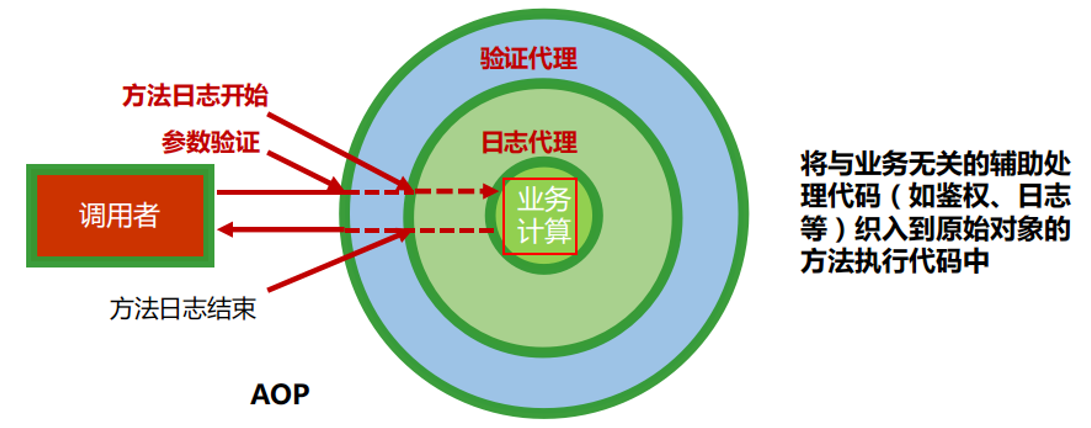 验证代理
方法日志开始
参数验证
日志代理
调用者
业务
计算
方法日志结束
AOP
将与业务无关的辅助处
理代码（如鉴权、日志
等）织入到原始对象的
方法执行代码中